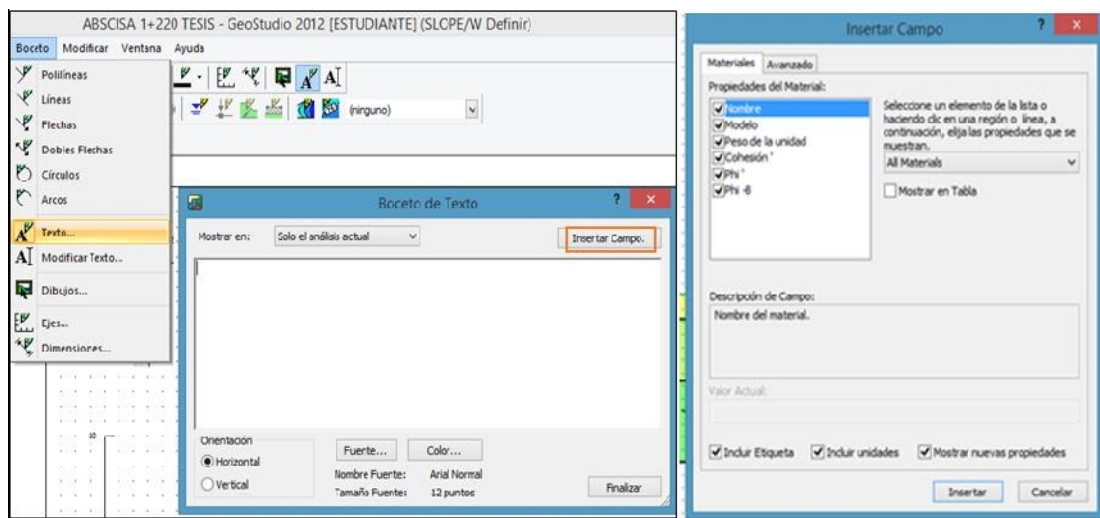 ABSCISA 1+220 TESIS - GeoStudio 2012 [ESTUDIANTE] (SLOPE/W Definir)
Boceto Modificar Ventana Ayuda
Polilíneas
Líneas
Flechas
Dobles Flechas
Círculos
Arcos
Texto...
Modificar Texto...
Dibujos...
Ejes...
Dimensiones...
(ninguno)
Boceto de Texto
Mostrar en: Solo el análisis actual
Insertar Campo.
Orientación
Horizontal
Vertical
Fuente... Color...
Nombre Fuente: Arial Normal
Tamaño Fuente: 12 puntos
Finalizar
20
Insertar Campo
Materiales Avanzado
Propiedades del Material:
Nombre
Modelo
Peso de la unidad
Cohesión '
Phi '
Phi -B
Seleccione un elemento de la lista o
haciendo clic en una región o línea, a
continuación, elija las propiedades que se
muestran.
All Materials
Mostrar en Tabla
Descripción de Campo:
Nombre del material.
Valor Actual:
Incluir Etiqueta Incluir unidades Mostrar nuevas propiedades
Insertar Cancelar